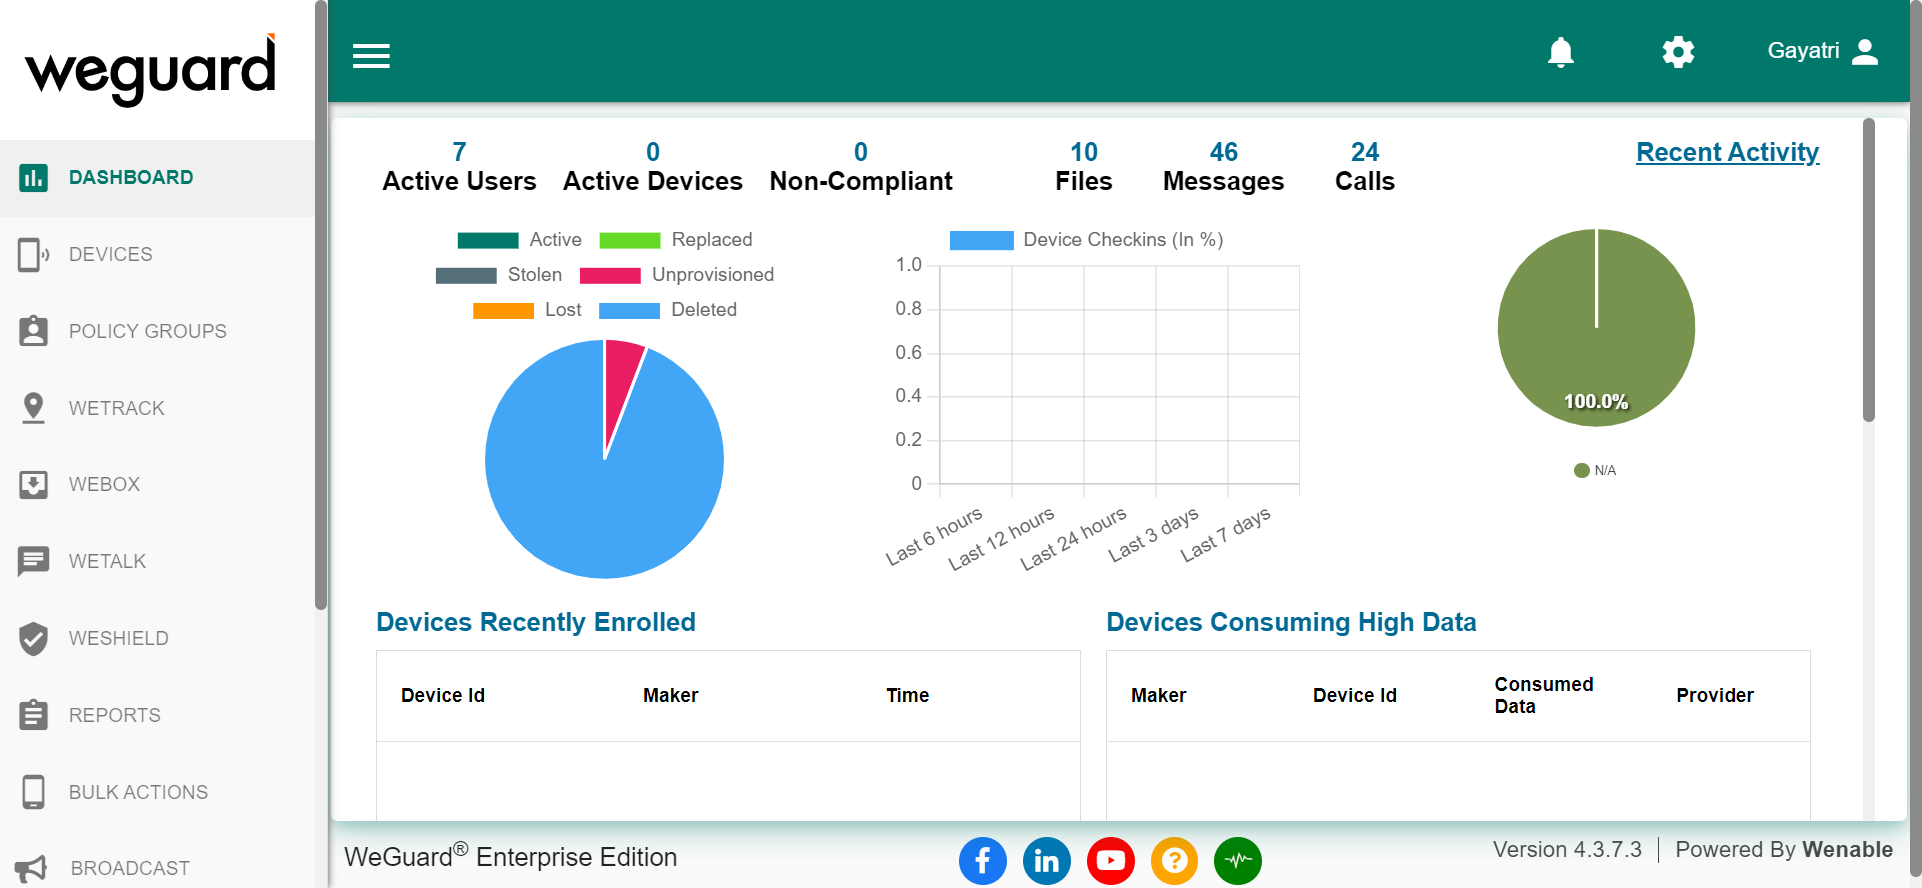 weguard
Gayatri
DASHBOARD
DEVICES
POLICY GROUPS
WETRACK
WEBOX
WETALK
WESHIELD
REPORTS
BULK ACTIONS
BROADCAST
7 0 0 10 46 24
Active Users Active Devices Non-Compliant Files Messages Calls
Recent Activity
Active Replaced
Stolen Unprovisioned
Lost Deleted
Device Checkins (In %)
1.0
0.8
0.6
0.4
0.2
0
Last 6 hours
Last 12 hours
Last 24 hours
Last 3 days
Last 7 days
100.0%
N/A
Devices Recently Enrolled
Device Id Maker Time
Devices Consuming High Data
Maker Device Id Consumed Data Provider
WeGuard® Enterprise Edition
Version 4.3.7.3 | Powered By Wenable